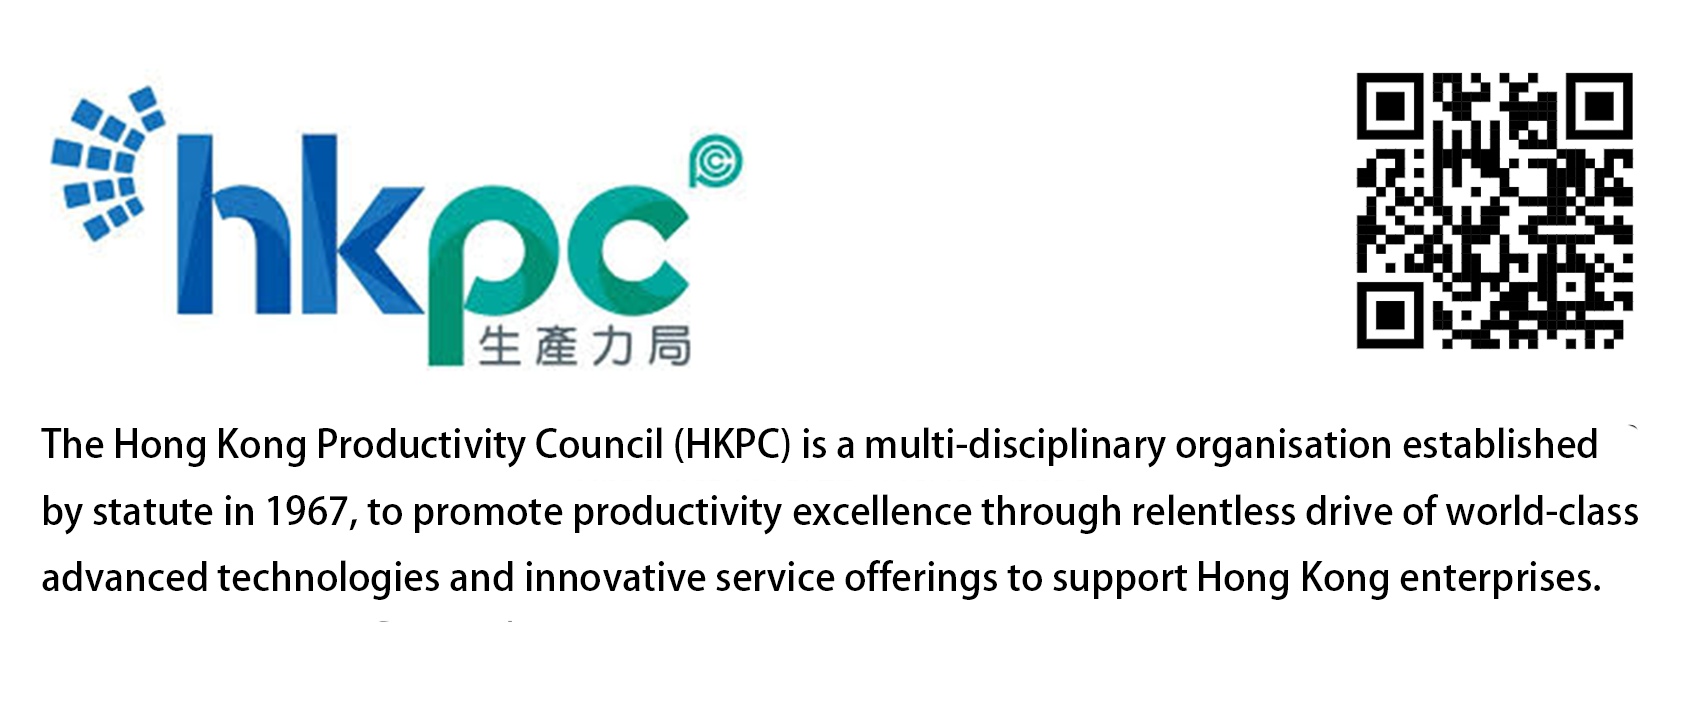 hkpc
生產力局
The Hong Kong Productivity Council (HKPC) is a multi-disciplinary organisation established
by statute in 1967, to promote productivity excellence through relentless drive of world-class
advanced technologies and innovative service offerings to support Hong Kong enterprises.